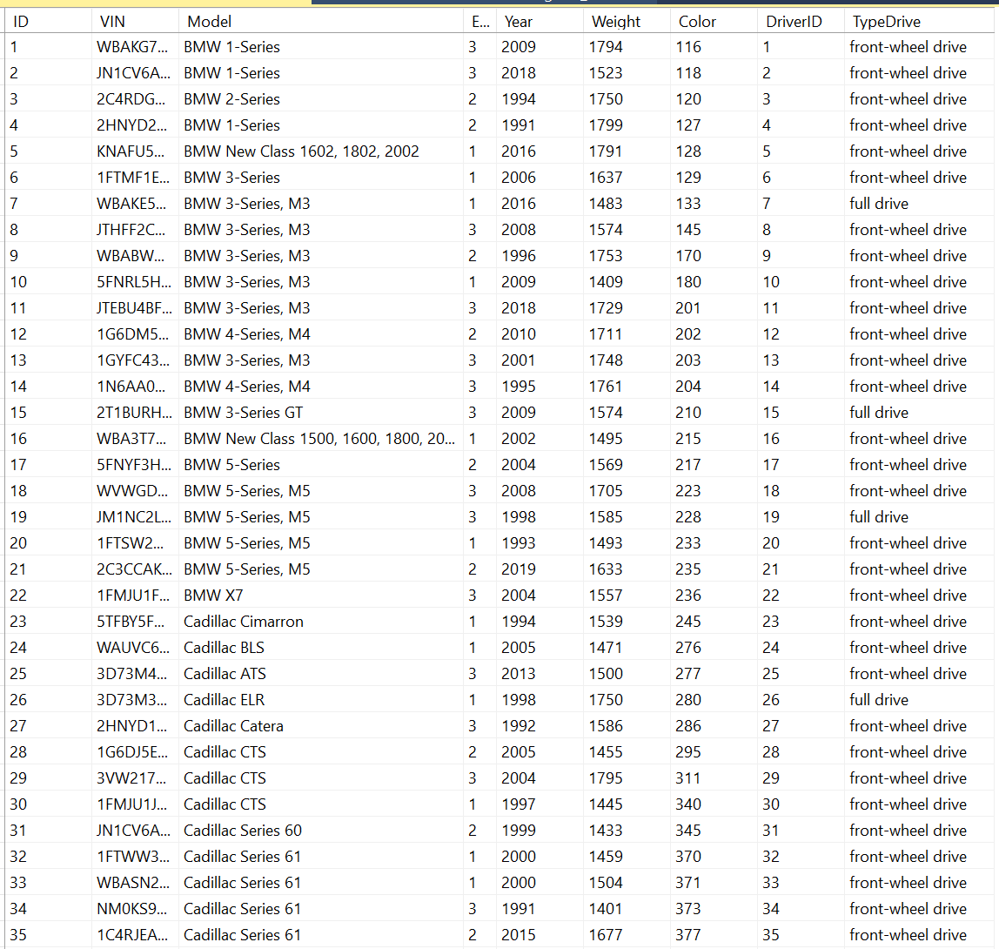 ID VIN Model E... Year Weight Color DriverID TypeDrive
1 WBAKG7... BMW 1-Series 3 2009 1794 116 1 front-wheel drive
2 JN1CV6A... BMW 1-Series 3 2018 1523 118 2 front-wheel drive
3 2C4RDG... BMW 2-Series 2 1994 1750 120 3 front-wheel drive
4 2HNYD2... BMW 1-Series 2 1991 1799 127 4 front-wheel drive
5 KNAFU5... BMW New Class 1602, 1802, 2002 1 2016 1791 128 5 front-wheel drive
6 1FTMF1E... BMW 3-Series 1 2006 1637 129 6 front-wheel drive
7 WBAKE5... BMW 3-Series, M3 1 2016 1483 133 7 full drive
8 JTHFF2C... BMW 3-Series, M3 3 2008 1574 145 8 front-wheel drive
9 WBABW... BMW 3-Series, M3 2 1996 1753 170 9 front-wheel drive
10 5FNRL5H... BMW 3-Series, M3 1 2009 1409 180 10 front-wheel drive
11 JTEBU4BF... BMW 3-Series, M3 3 2018 1729 201 11 front-wheel drive
12 1G6DM5... BMW 4-Series, M4 2 2010 1711 202 12 front-wheel drive
13 1GYFC43... BMW 3-Series, M3 3 2001 1748 203 13 front-wheel drive
14 1N6AA0... BMW 4-Series, M4 3 1995 1761 204 14 front-wheel drive
15 2T1BURH... BMW 3-Series GT 3 2009 1574 210 15 full drive
16 WBA3T7... BMW New Class 1500, 1600, 1800, 20... 1 2002 1495 215 16 front-wheel drive
17 5FNYF3H... BMW 5-Series 2 2004 1569 217 17 front-wheel drive
18 WVWGD... BMW 5-Series, M5 3 2008 1705 223 18 front-wheel drive
19 JM1NC2L... BMW 5-Series, M5 3 1998 1585 228 19 full drive
20 1FTSW2... BMW 5-Series, M5 1 1993 1493 233 20 front-wheel drive
21 2C3CCAK... BMW 5-Series, M5 2 2019 1633 235 21 front-wheel drive
22 1FMJU1F... BMW X7 3 2004 1557 236 22 front-wheel drive
23 5TFBY5F... Cadillac Cimarron 1 1994 1539 245 23 front-wheel drive
24 WAUVC6... Cadillac BLS 1 2005 1471 276 24 front-wheel drive
25 3D73M4... Cadillac ATS 3 2013 1500 277 25 front-wheel drive
26 3D73M3... Cadillac ELR 1 1998 1750 280 26 full drive
27 2HNYD1... Cadillac Catera 3 1992 1586 286 27 front-wheel drive
28 1G6DJ5E... Cadillac CTS 2 2005 1455 295 28 front-wheel drive
29 3VW217... Cadillac CTS 3 2004 1795 311 29 front-wheel drive
30 1FMJU1J... Cadillac CTS 1 1997 1445 340 30 front-wheel drive
31 JN1CV6A... Cadillac Series 60 2 1999 1433 345 31 front-wheel drive
32 1FTWW3... Cadillac Series 61 1 2000 1459 370 32 front-wheel drive
33 WBASN2... Cadillac Series 61 1 2000 1504 371 33 front-wheel drive
34 NM0KS9... Cadillac Series 61 3 1991 1401 373 34 front-wheel drive
35 1C4RJEA... Cadillac Series 61 2 2015 1677 377 35 front-wheel drive